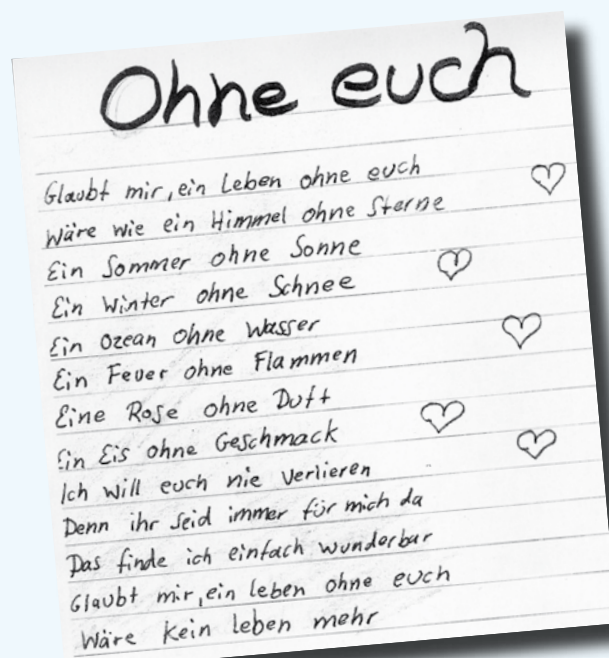 Ohne euch
Glaubt mir, ein Leben ohne euch
Wäre wie ein Himmel ohne Sterne
Ein Sommer ohne Sonne
Ein Winter ohne Schnee
Ein Ozean ohne Wasser
Ein Feuer ohne Flammen
Eine Rose ohne Duft
Ein Eis ohne Geschmack
Ich will euch nie verlieren
Denn ihr seid immer für mich da
Das finde ich einfach wunderbar
Glaubt mir, ein leben ohne euch
Wäre kein leben mehr